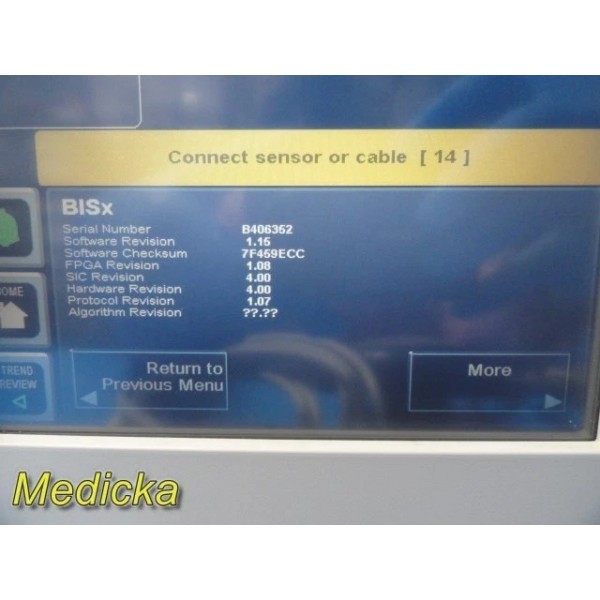 Connect sensor or cable [ 14 ]
BISx
Serial Number B406352
Software Revision 1.15
Software Checksum 7F459ECC
FPGA Revision 1.08
SIC Revision 4.00
Hardware Revision 4.00
Protocol Revision 1.07
Algorithm Revision ??.??
OME
TREND
REVIEW
Return to
Previous Menu
More
Medicka